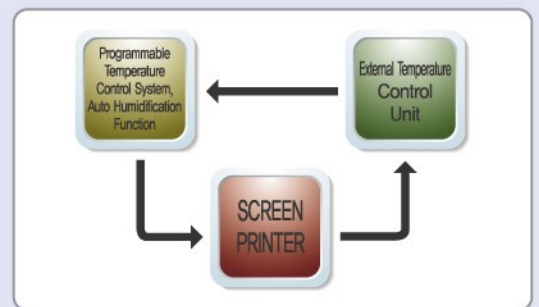 Programmable
Temperature
Control System,
Auto Humidification
Function
External Temperature
Control
Unit
SCREEN
PRINTER